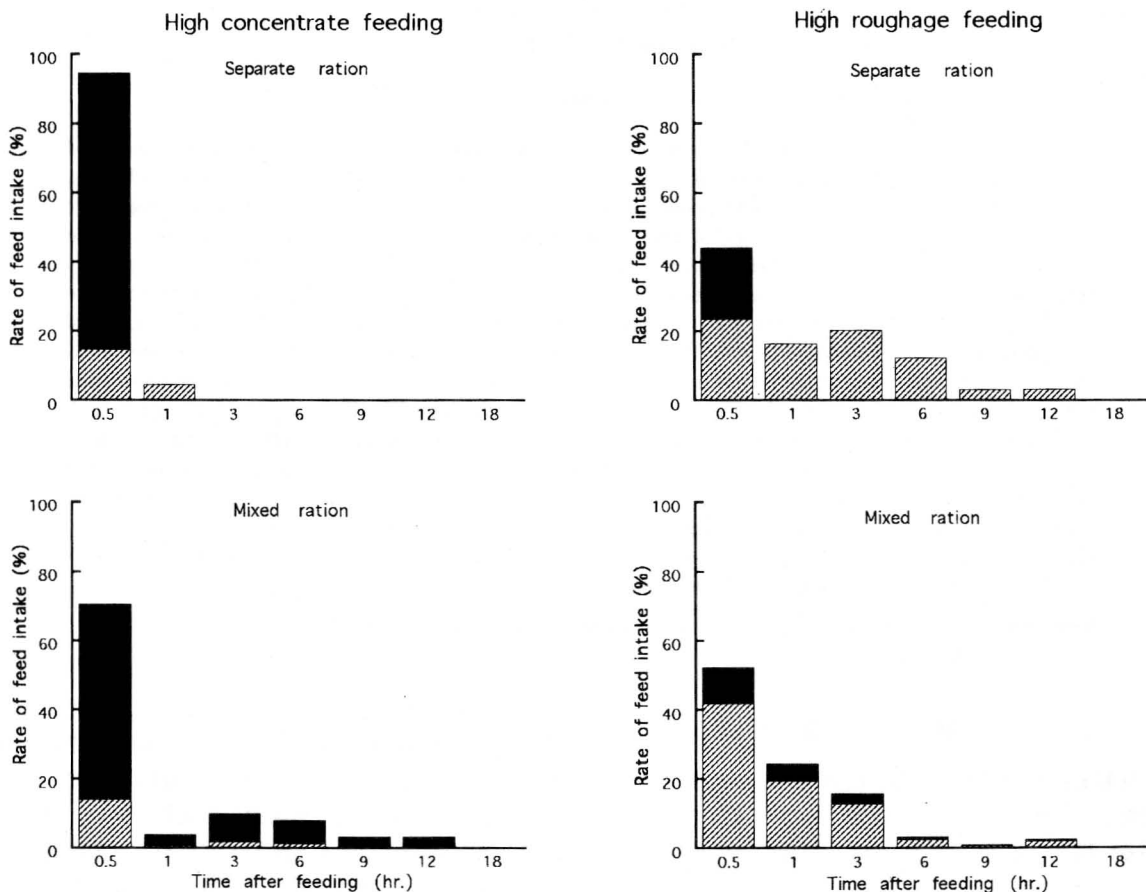 High concentrate feeding
Separate ration
Rate of feed intake (%)
100
80
60
40
20
0
0.5 1 3 6 9 12 18
High roughage feeding
Separate ration
Rate of feed intake (%)
100
80
60
40
20
0
0.5 1 3 6 9 12 18
Mixed ration
Rate of feed intake (%)
100
80
60
40
20
0
0.5 1 3 6 9 12 18
Time after feeding (hr.)
Mixed ration
Rate of feed intake (%)
100
80
60
40
20
0
0.5 1 3 6 9 12 18
Time after feeding (hr.)